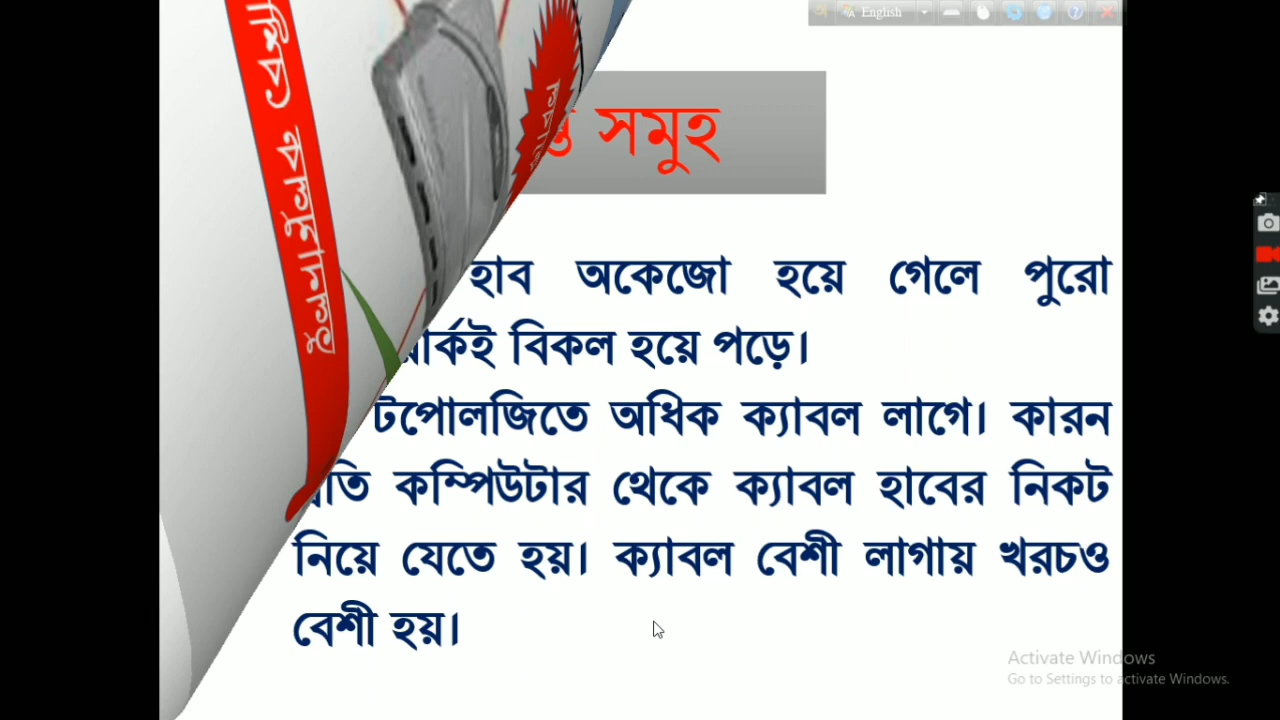 English
সমুহ
হাব অকেজো হয়ে গেলে পুরো
বিকল হয়ে পড়ে।
টপোলজিতে অধিক ক্যাবল লাগে। কারন
কম্পিউটার থেকে ক্যাবল হাবের নিকট
নিয়ে যেতে হয়। ক্যাবল বেশী লাগায় খরচও
বেশী হয়।
Activate Windows
Go to Settings to activate Windows.